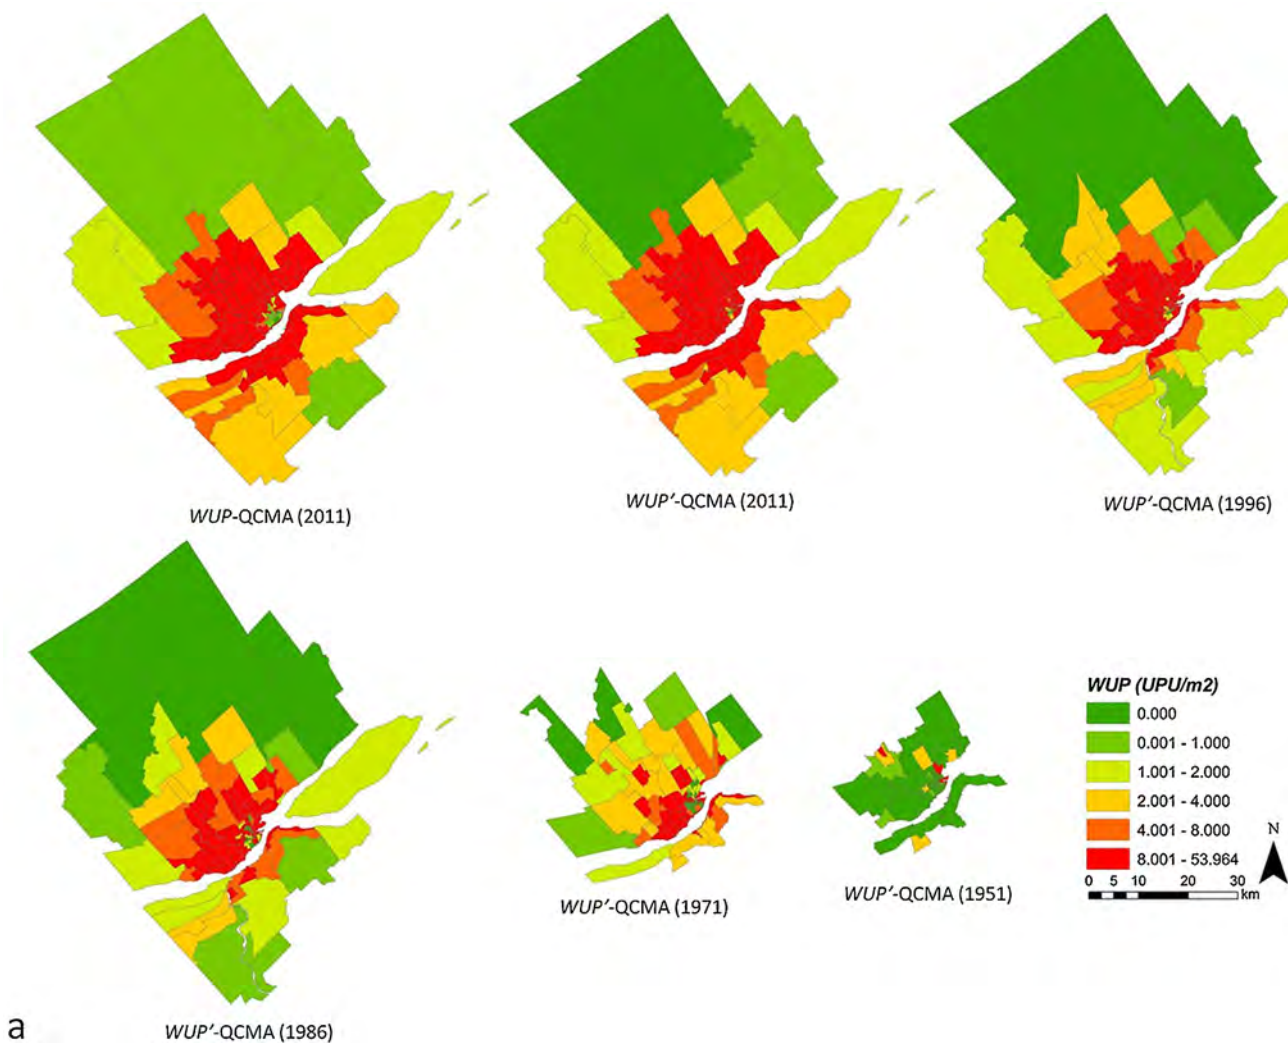 WUP-QCMA (2011)
WUP′-QCMA (2011)
WUP′-QCMA (1996)
WUP (UPU/m2)
0.000
0.001 - 1.000
1.001 - 2.000
2.001 - 4.000
4.001 - 8.000
8.001 - 53.964
N
0 5 10 20 30
km
WUP′-QCMA (1971)
WUP′-QCMA (1951)
a
WUP′-QCMA (1986)